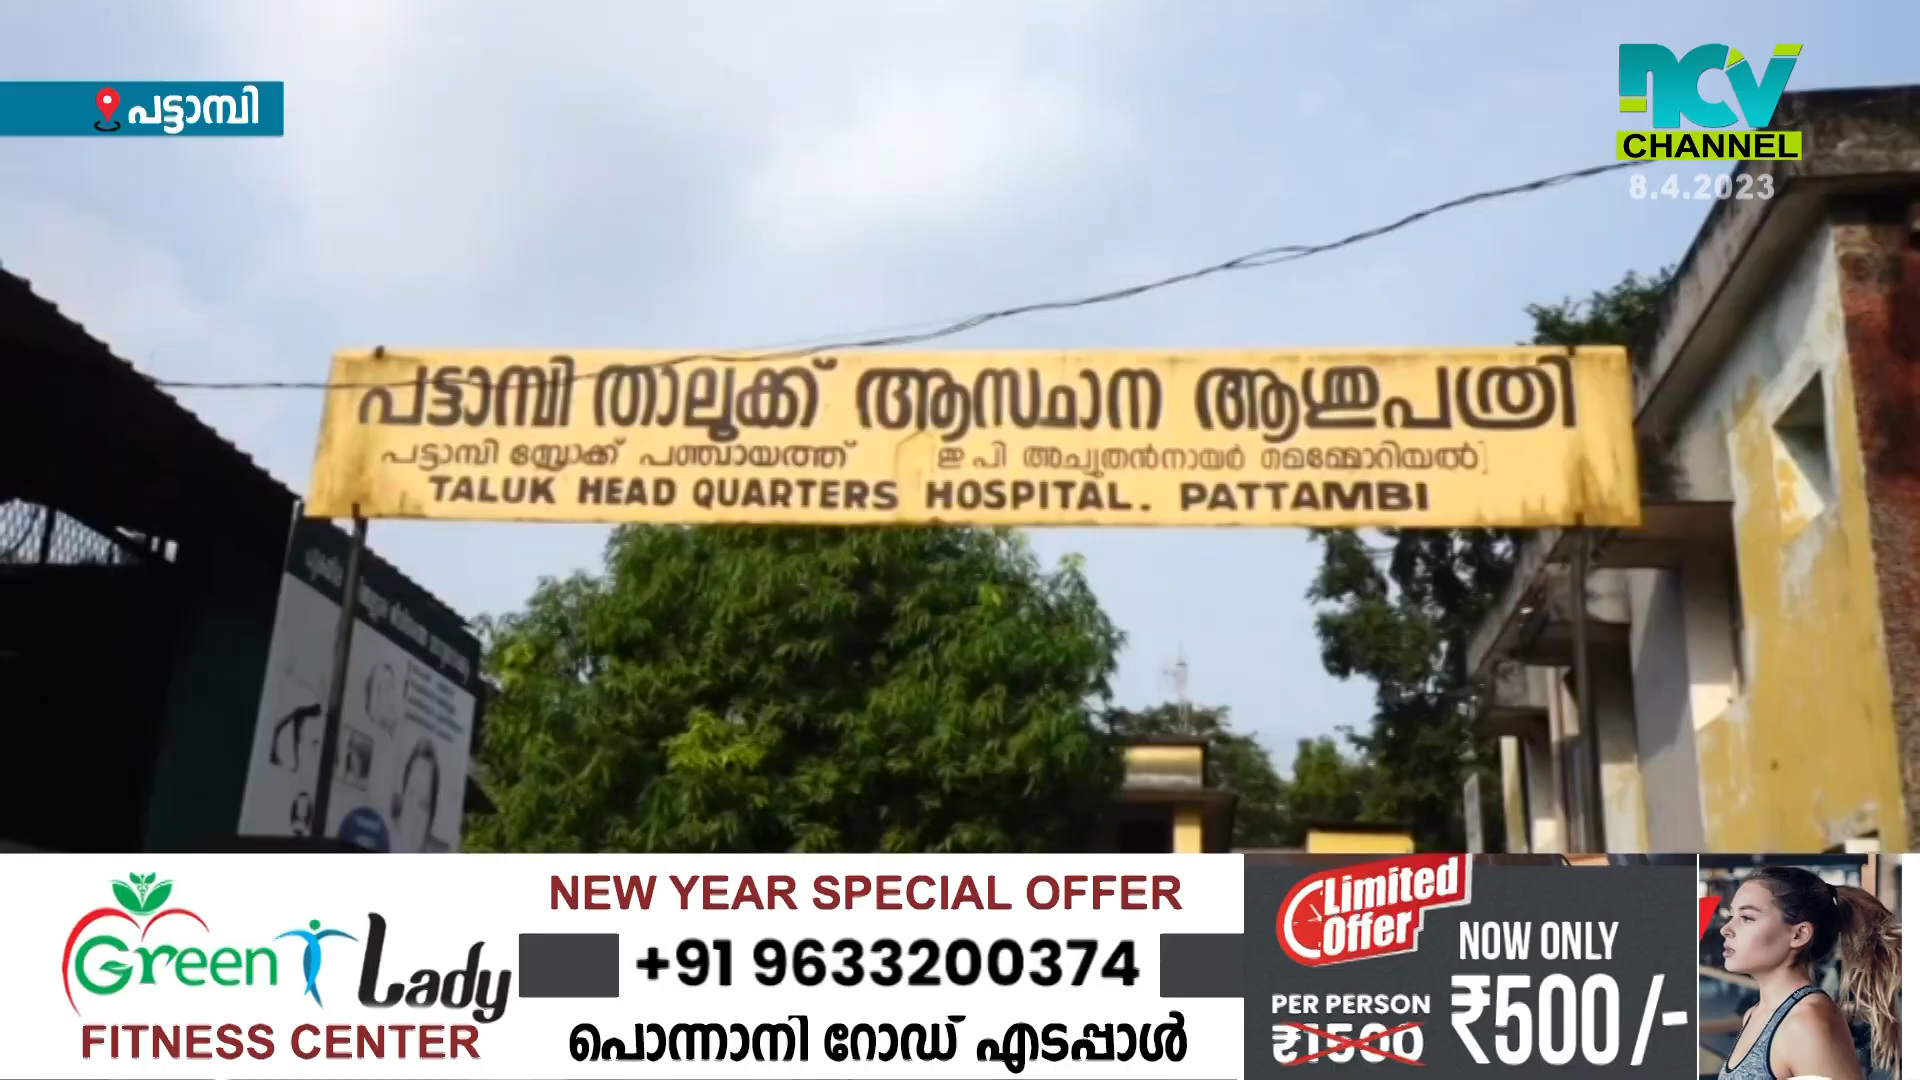 പട്ടാമ്പി
NCV
CHANNEL
8.4.2023
പട്ടാമ്പി താലൂക്ക് ആസ്ഥാന ആശുപത്രി
പട്ടാമ്പി ബ്ലോക്ക് പഞ്ചായത്ത് [ഇ പി അച്യുതൻനായർ മെമ്മോറിയൽ]
TALUK HEAD QUARTERS HOSPITAL. PATTAMBI
Green Lady
FITNESS CENTER
NEW YEAR SPECIAL OFFER
+91 9633200374
പൊന്നാനി റോഡ് എടപ്പാൾ
Limited
Offer
NOW ONLY
PER PERSON
₹1500
₹500/-